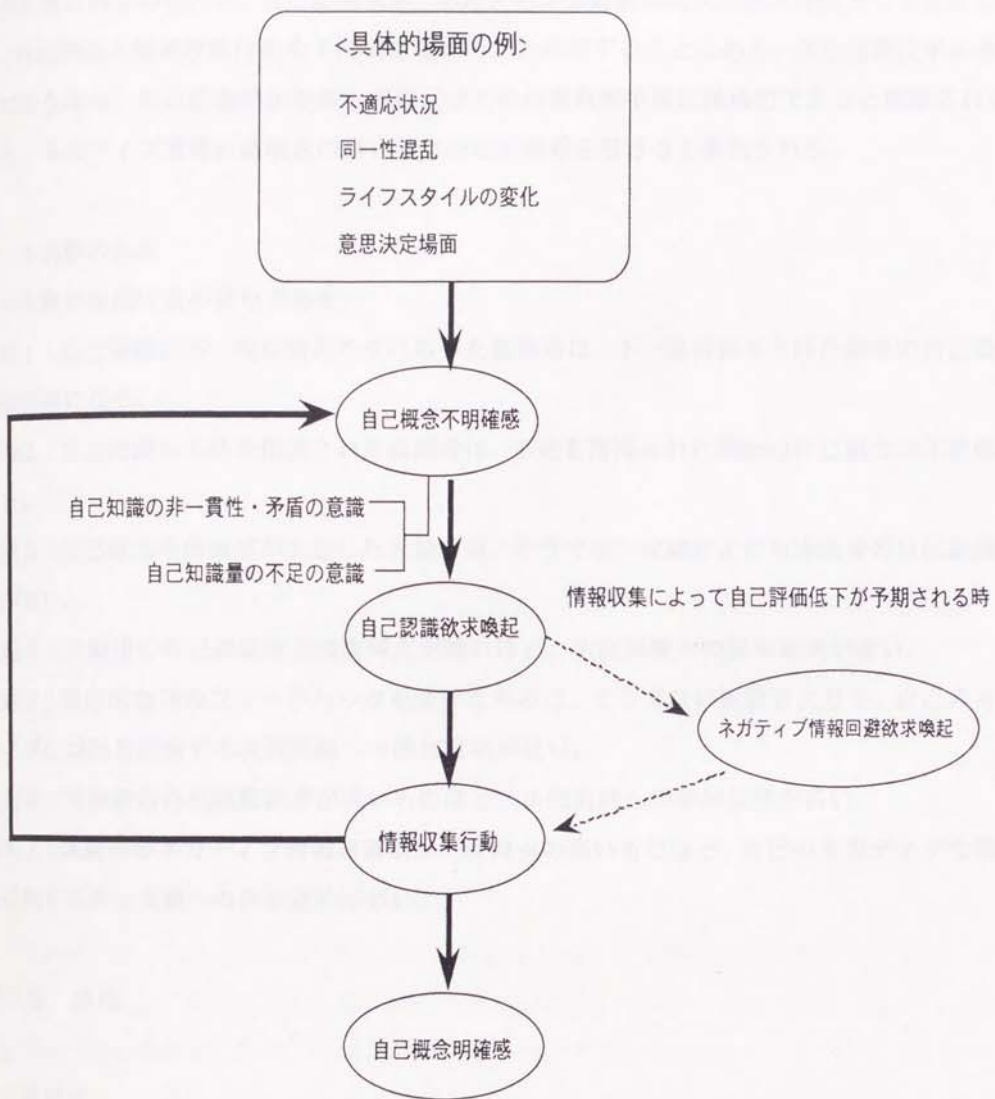 <具体的場面の例>
不適応状況
同一性混乱
ライフスタイルの変化
意思決定場面
自己概念不明確感
自己知識の非一貫性・矛盾の意識
自己知識量の不足の意識
情報収集によって自己評価低下が予期される時
自己認識欲求喚起
ネガティブ情報回避欲求喚起
情報収集行動
自己概念明確感